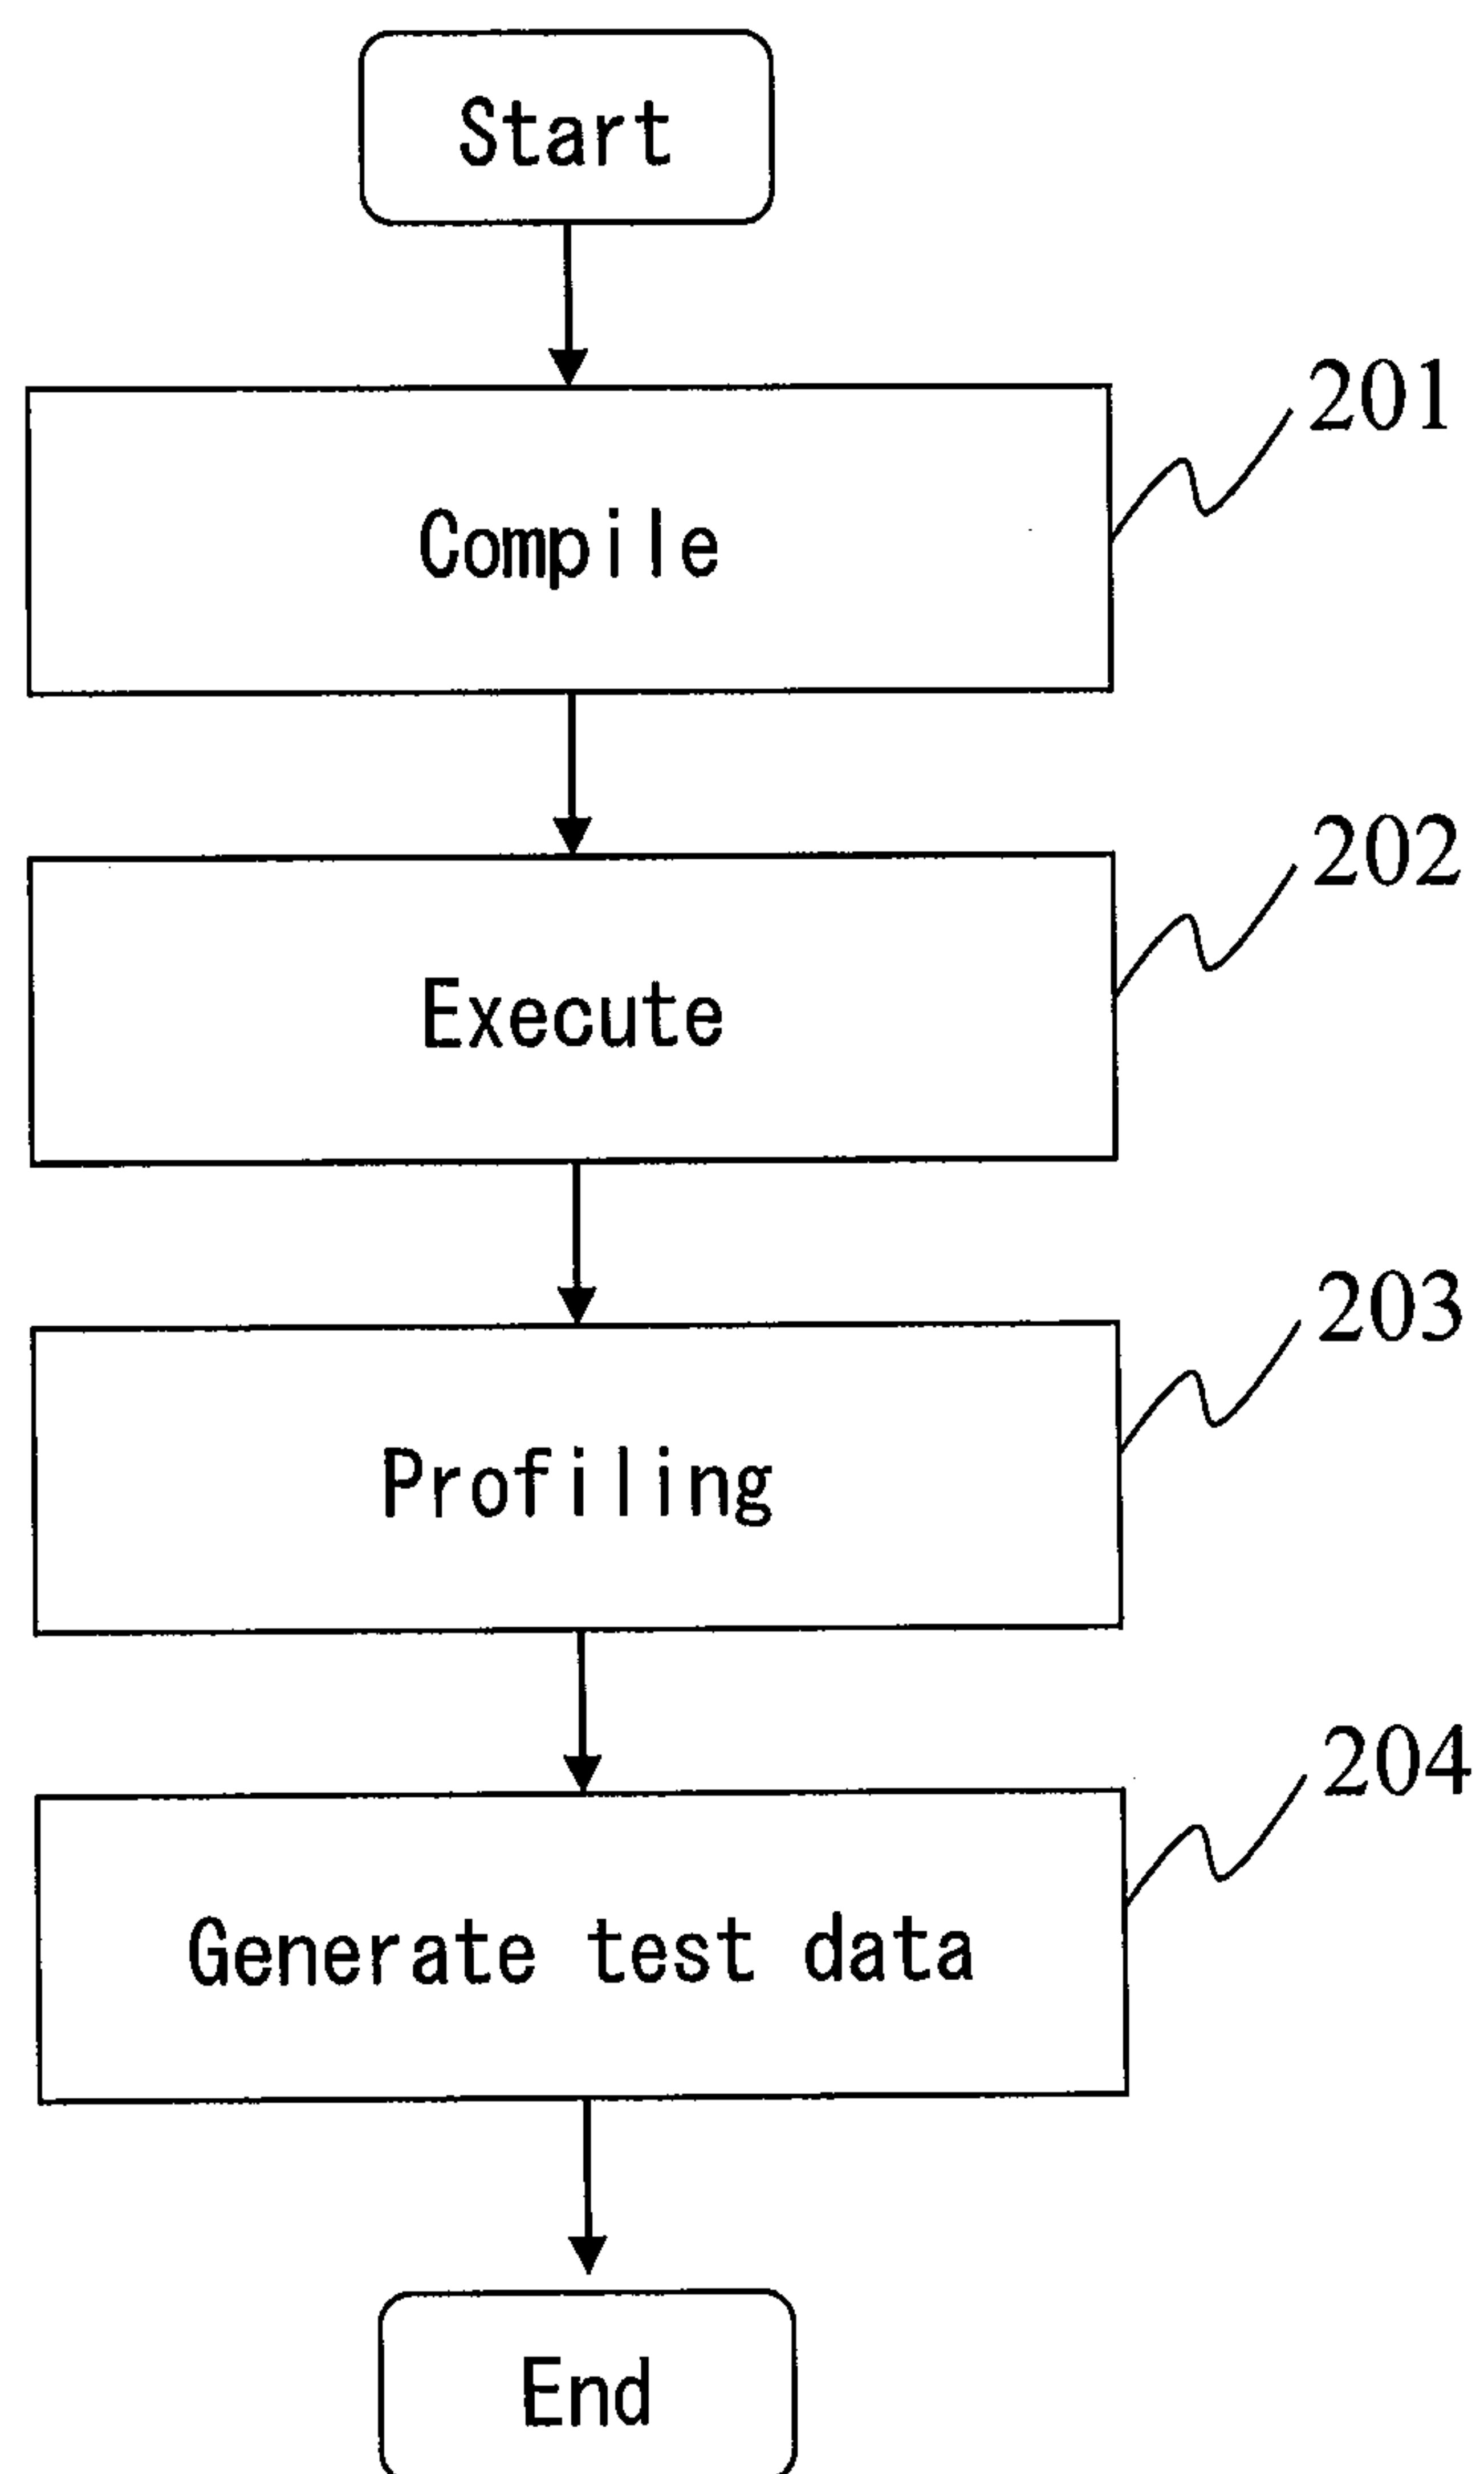 Start
201
Compile
202
Execute
203
Profiling
204
Generate test data
End